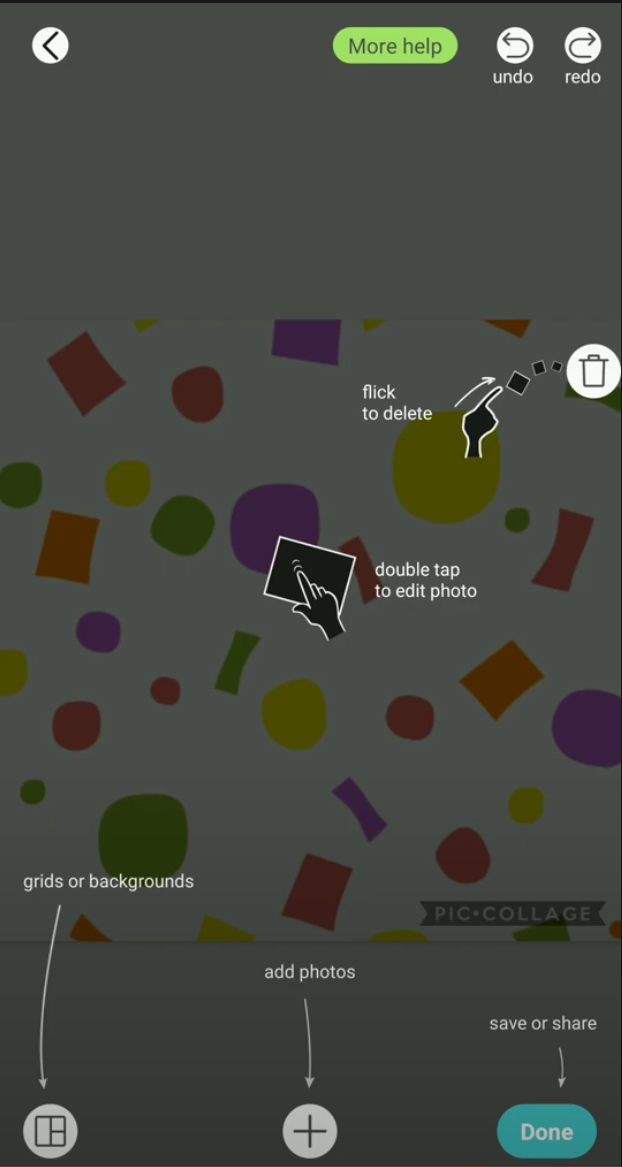 More help
undo
redo
flick
to delete
double tap
to edit photo
grids or backgrounds
PIC•COLLAGE
add photos
save or share
Done